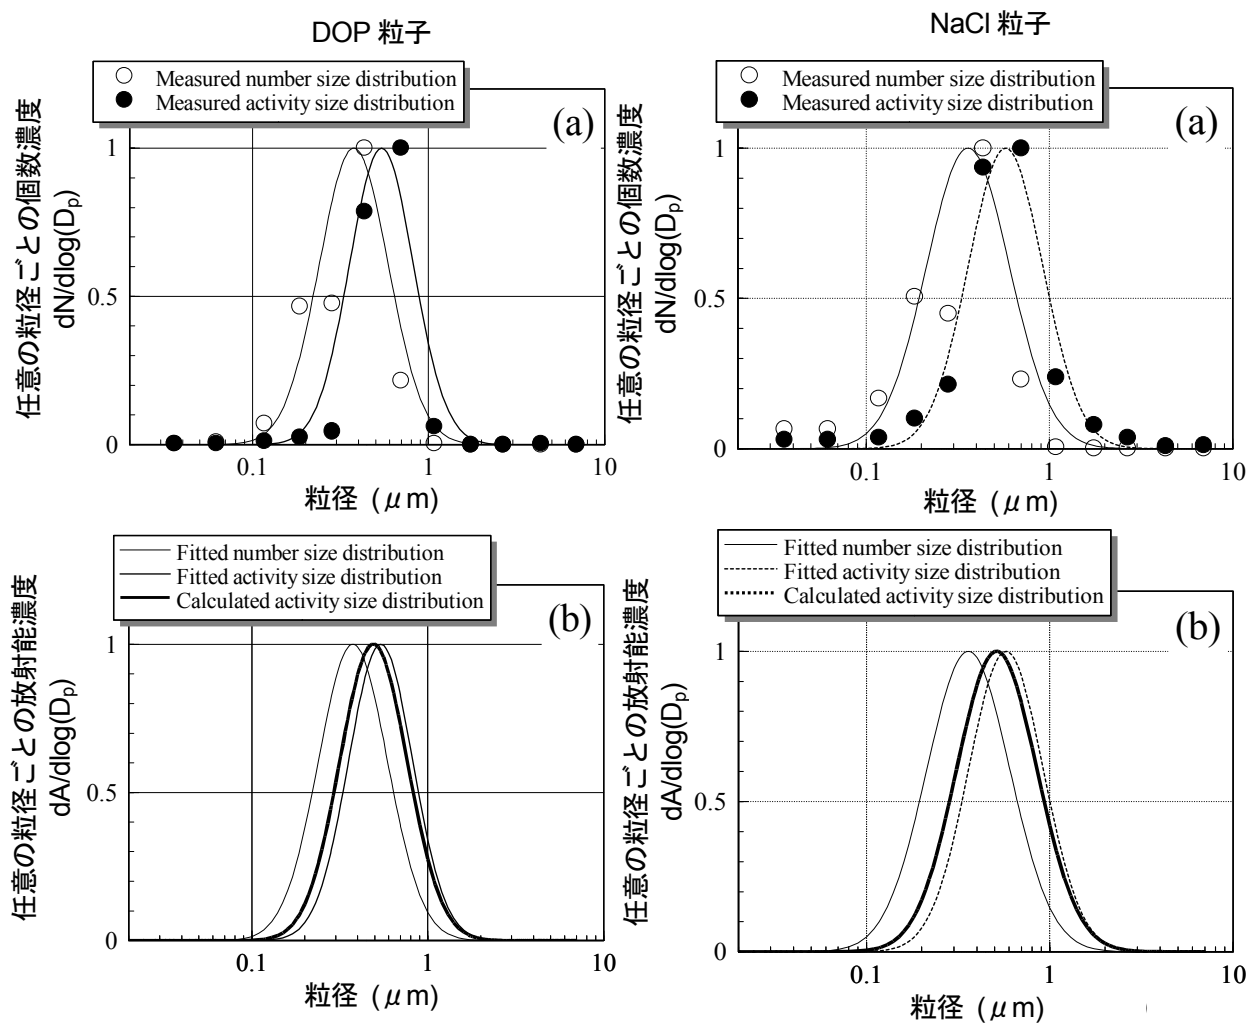 DOP 粒子
Measured number size distribution
Measured activity size distribution
(a)
任意の粒径ごとの個数濃度
dN/dlog(Dp)
1
0.5
0
0.1
1
10
粒径 (μm)
NaCl 粒子
Measured number size distribution
Measured activity size distribution
(a)
任意の粒径ごとの個数濃度
dN/dlog(Dp)
1
0.5
0
0.1
1
10
粒径 (μm)
Fitted number size distribution
Fitted activity size distribution
Calculated activity size distribution
(b)
任意の粒径ごとの放射能濃度
dA/dlog(Dp)
1
0.5
0
0.1
1
10
粒径 (μm)
Fitted number size distribution
Fitted activity size distribution
Calculated activity size distribution
(b)
任意の粒径ごとの放射能濃度
dA/dlog(Dp)
1
0.5
0
0.1
1
10
粒径 (μm)